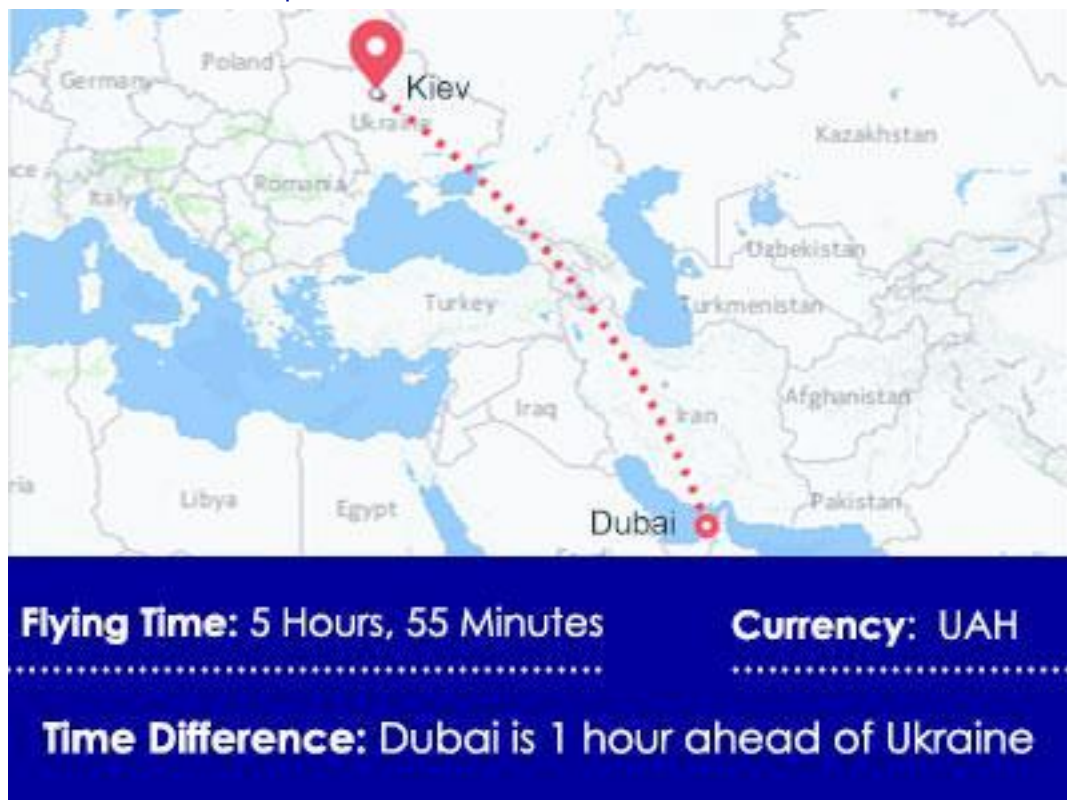 Poland
Germany
Kiev
Ukraine
Kazakhstan
Romania
Italy
Uzbekistan
Turkey
Turkmenistan
Iraq
Iran
Afghanistan
Libya
Egypt
Pakistan
Dubai
Flying Time: 5 Hours, 55 Minutes
Currency: UAH
Time Difference: Dubai is 1 hour ahead of Ukraine